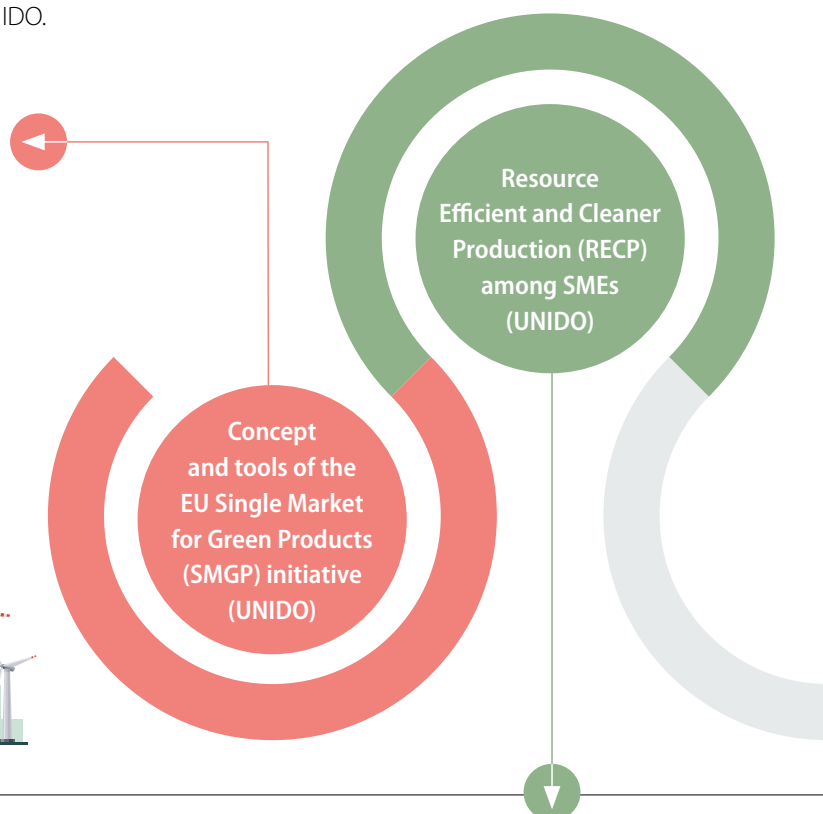 IDO.
Resource
Efficient and Cleaner
Production (RECP)
among SMEs
(UNIDO)
Concept
and tools of the
EU Single Market
for Green Products
(SMGP) initiative
(UNIDO)